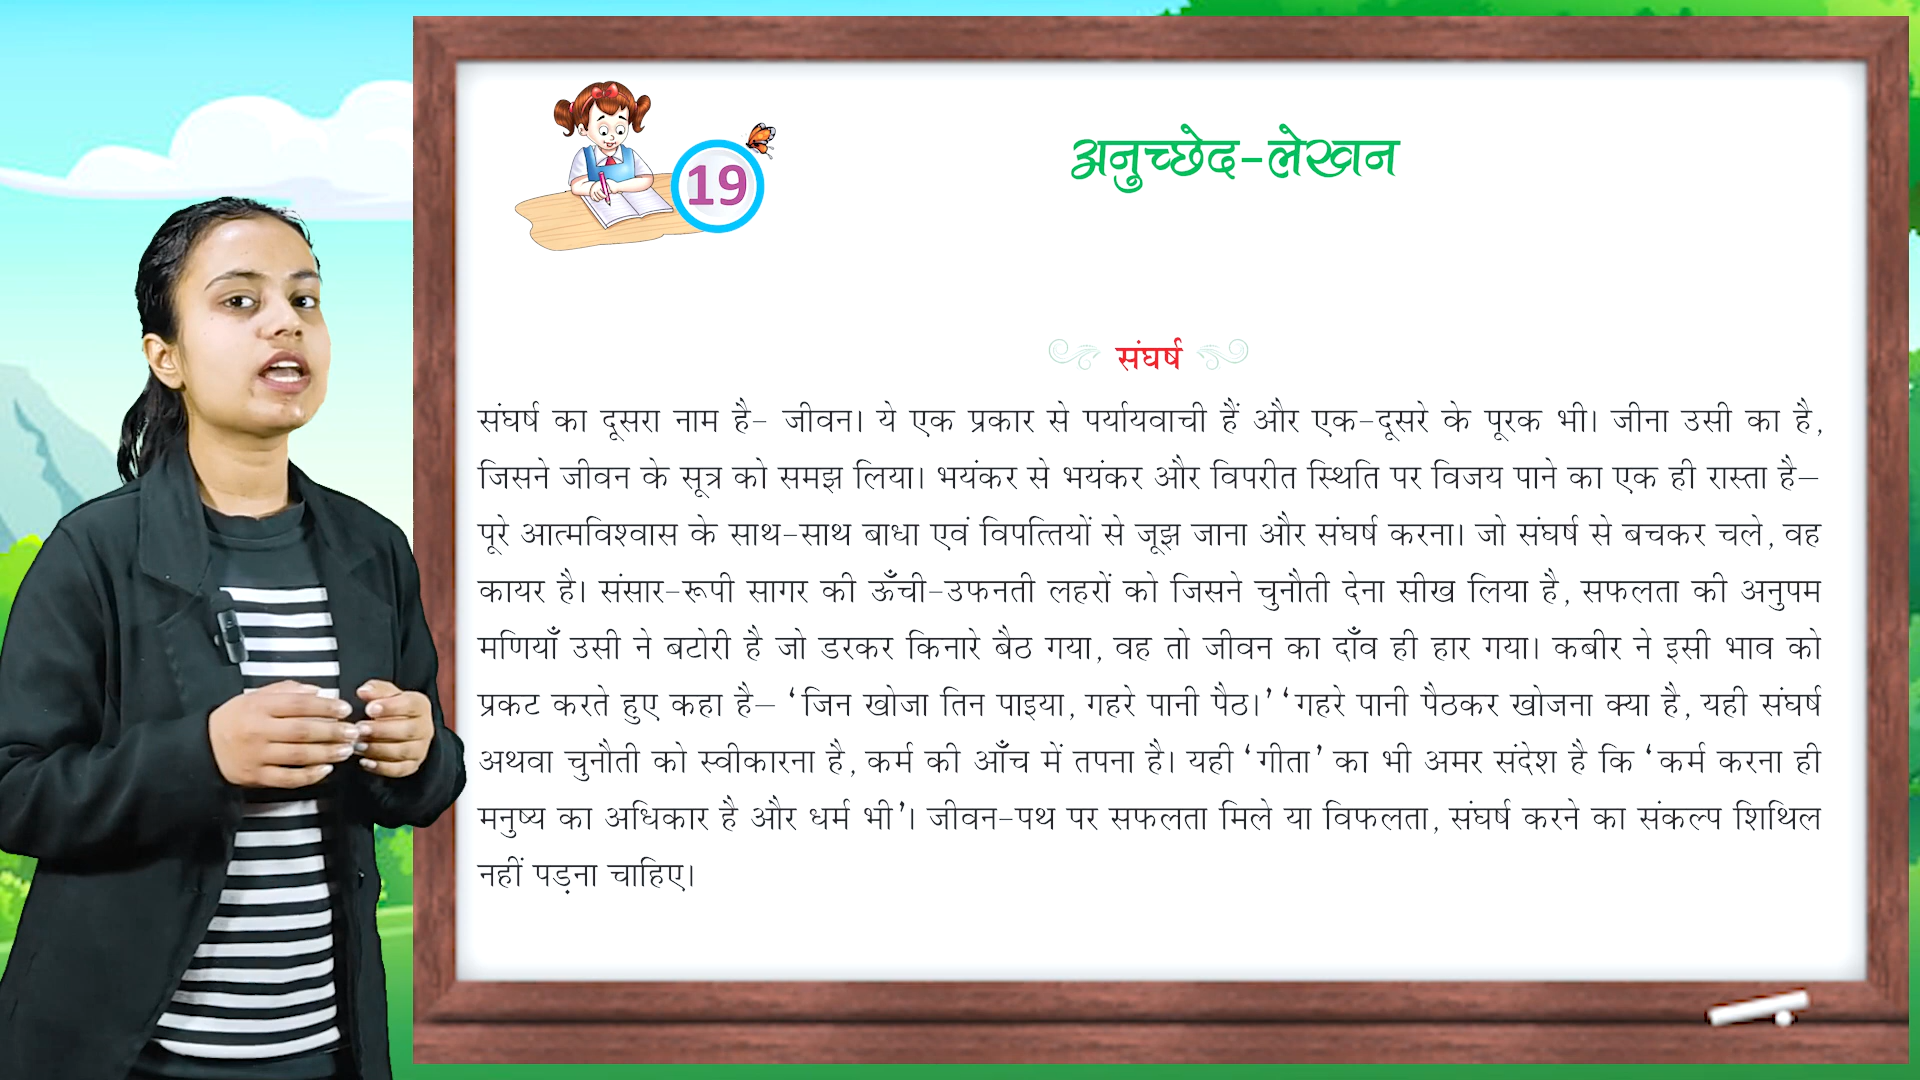 19
अनुच्छेद-लेखन
संघर्ष
संघर्ष का दूसरा नाम है– जीवन। ये एक प्रकार से पर्यायवाची हैं और एक-दूसरे के पूरक भी। जीना उसी का है,
जिसने जीवन के सूत्र को समझ लिया। भयंकर से भयंकर और विपरीत स्थिति पर विजय पाने का एक ही रास्ता है–
पूरे आत्मविश्वास के साथ-साथ बाधा एवं विपत्तियों से जूझ जाना और संघर्ष करना। जो संघर्ष से बचकर चले, वह
कायर है। संसार-रूपी सागर की ऊँची-उफनती लहरों को जिसने चुनौती देना सीख लिया है, सफलता की अनुपम
मणियाँ उसी ने बटोरी है जो डरकर किनारे बैठ गया, वह तो जीवन का दाँव ही हार गया। कबीर ने इसी भाव को
प्रकट करते हुए कहा है– ‘जिन खोजा तिन पाइया, गहरे पानी पैठ।’ ‘गहरे पानी पैठकर खोजना क्या है, यही संघर्ष
अथवा चुनौती को स्वीकारना है, कर्म की आँच में तपना है। यही ‘गीता’ का भी अमर संदेश है कि ‘कर्म करना ही
मनुष्य का अधिकार है और धर्म भी’। जीवन-पथ पर सफलता मिले या विफलता, संघर्ष करने का संकल्प शिथिल
नहीं पड़ना चाहिए।